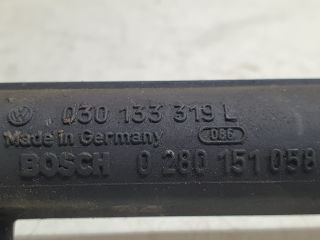 030 133 319 L
Made in Germany 086
BOSCH 0 280 151 058